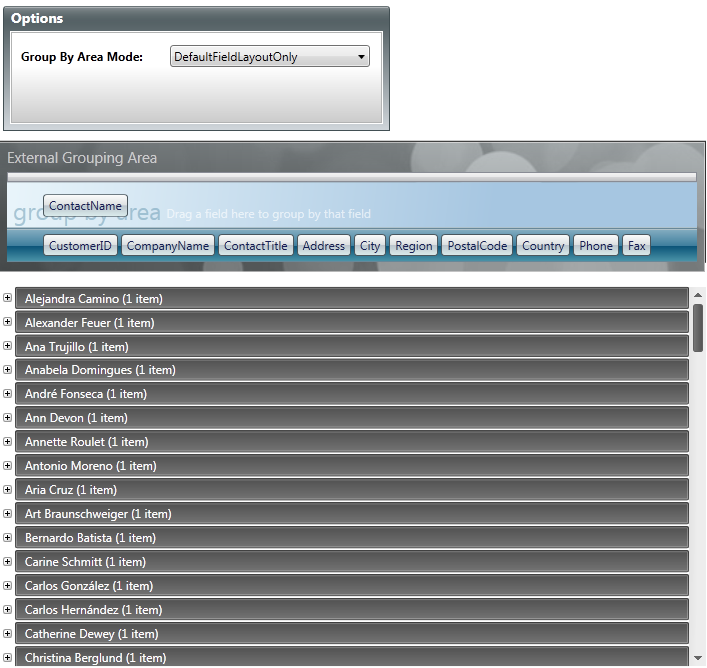 Options
Group By Area Mode: DefaultFieldLayoutOnly
External Grouping Area
ContactName
group by area Drag a field here to group by that field
CustomerID CompanyName ContactTitle Address City Region PostalCode Country Phone Fax
Alejandra Camino (1 item)
Alexander Feuer (1 item)
Ana Trujillo (1 item)
Anabela Domingues (1 item)
André Fonseca (1 item)
Ann Devon (1 item)
Annette Roulet (1 item)
Antonio Moreno (1 item)
Aria Cruz (1 item)
Art Braunschweiger (1 item)
Bernardo Batista (1 item)
Carine Schmitt (1 item)
Carlos González (1 item)
Carlos Hernández (1 item)
Catherine Dewey (1 item)
Christina Berglund (1 item)